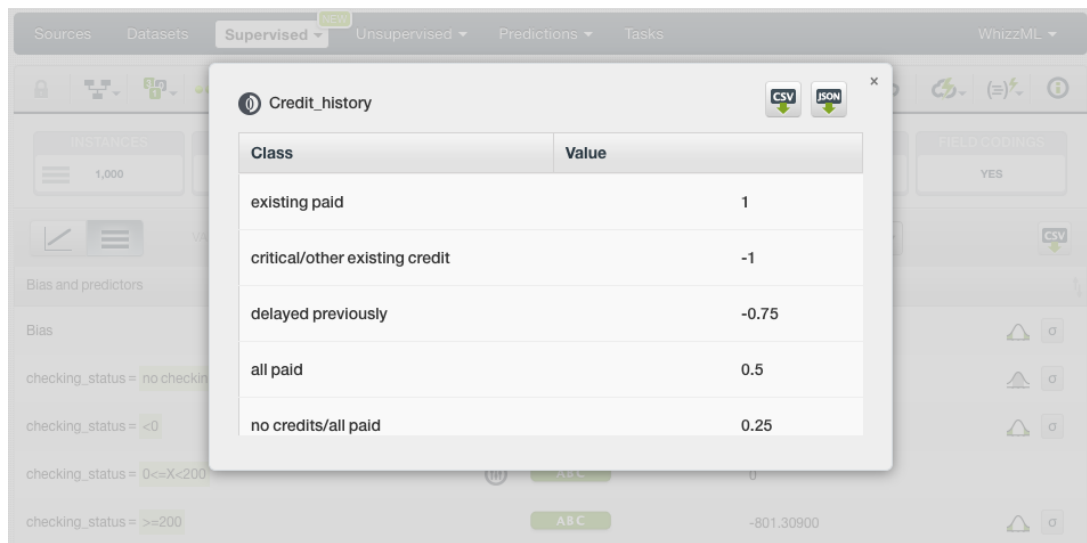 NEW
Sources Datasets Supervised Unsupervised Predictions Tasks WhizzML
Credit_history CSV JSON ×
INSTANCES FIELD CODINGS
1,000 YES
Class Value
existing paid 1
critical/other existing credit -1
CSV
Bias and predictors
delayed previously -0.75
Bias σ
all paid 0.5
checking_status = no checkin σ
no credits/all paid 0.25
checking_status = <0 σ
checking_status = 0<=X<200 ABC 0
checking_status = >=200 ABC -801.30900 σ